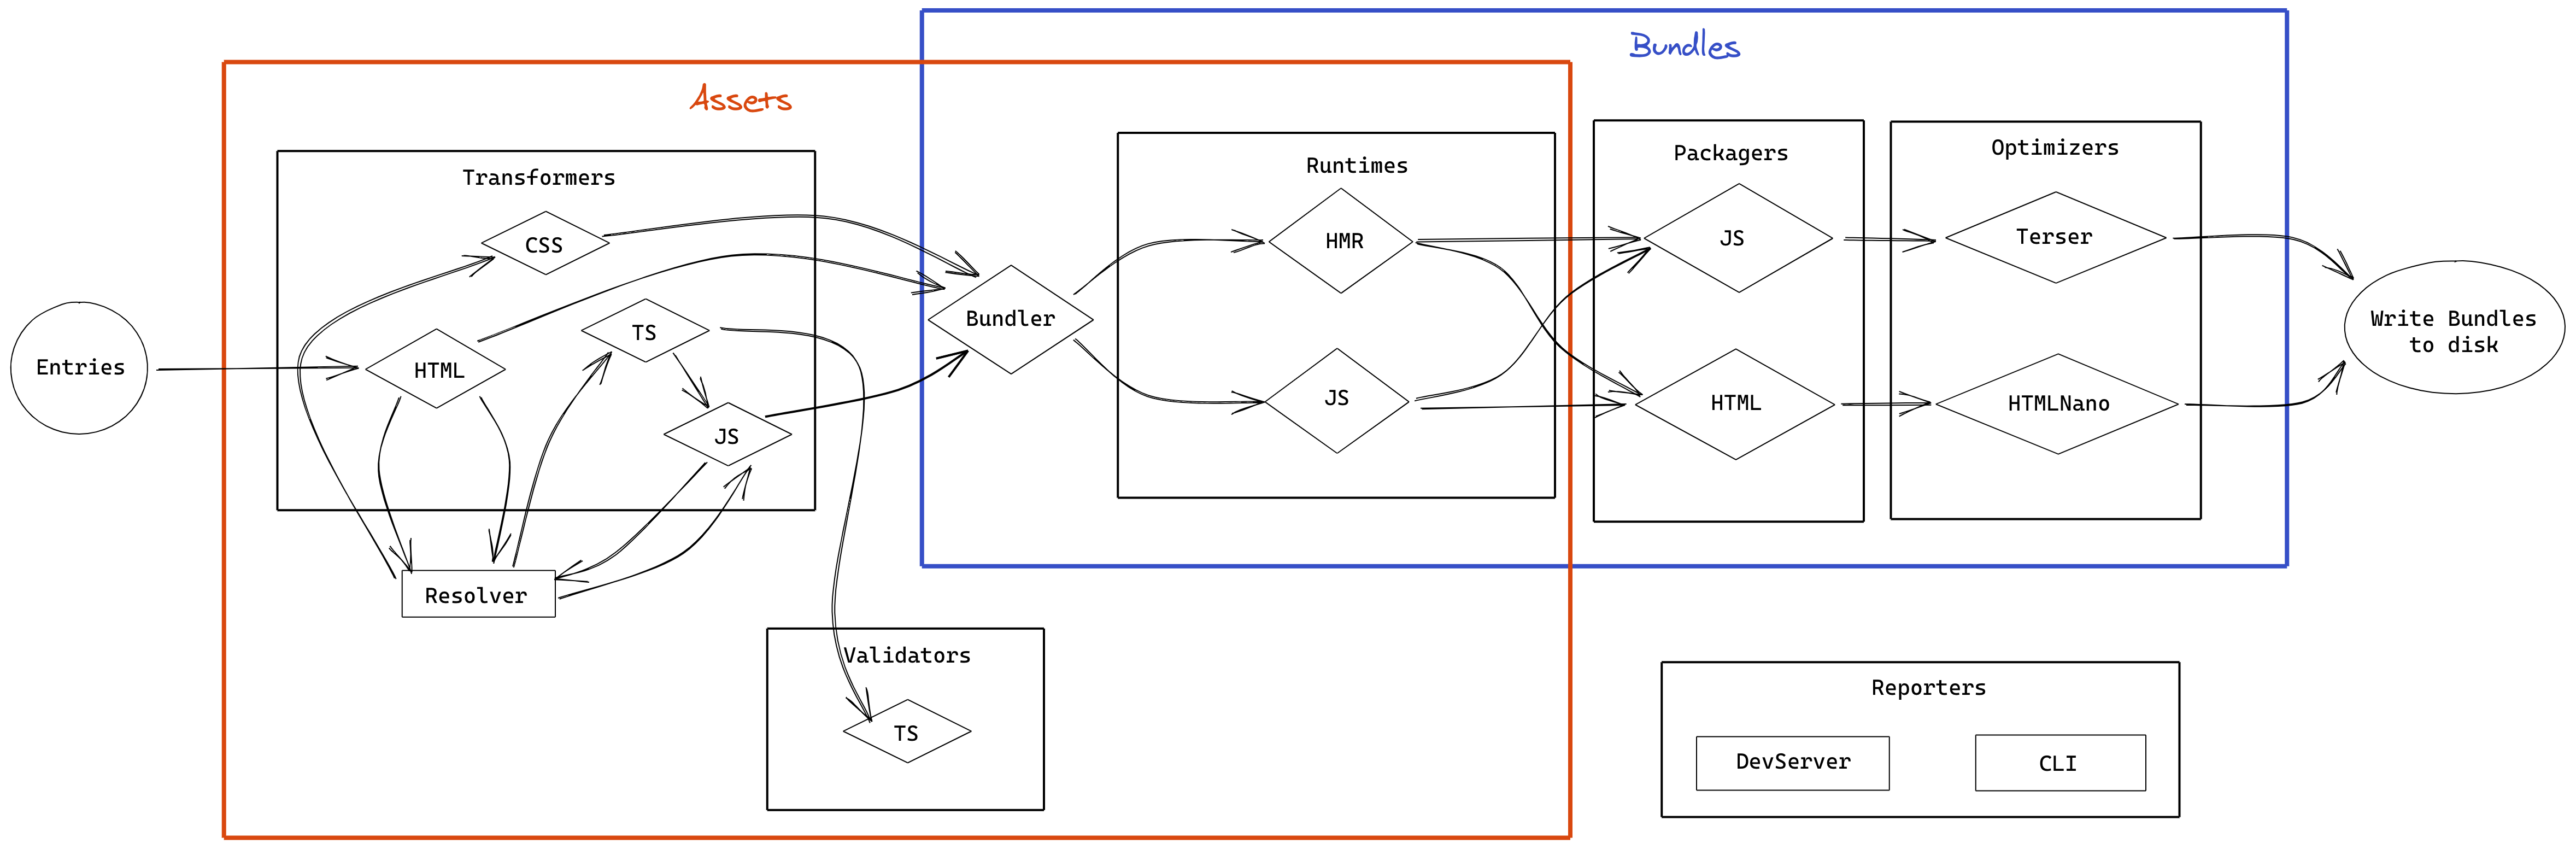 Bundles
Assets
Transformers
CSS
HTML
TS
JS
Entries
Resolver
Validators
TS
Bundler
Runtimes
HMR
JS
Packagers
JS
HTML
Optimizers
Terser
HTMLNano
Write Bundles
to disk
Reporters
DevServer
CLI